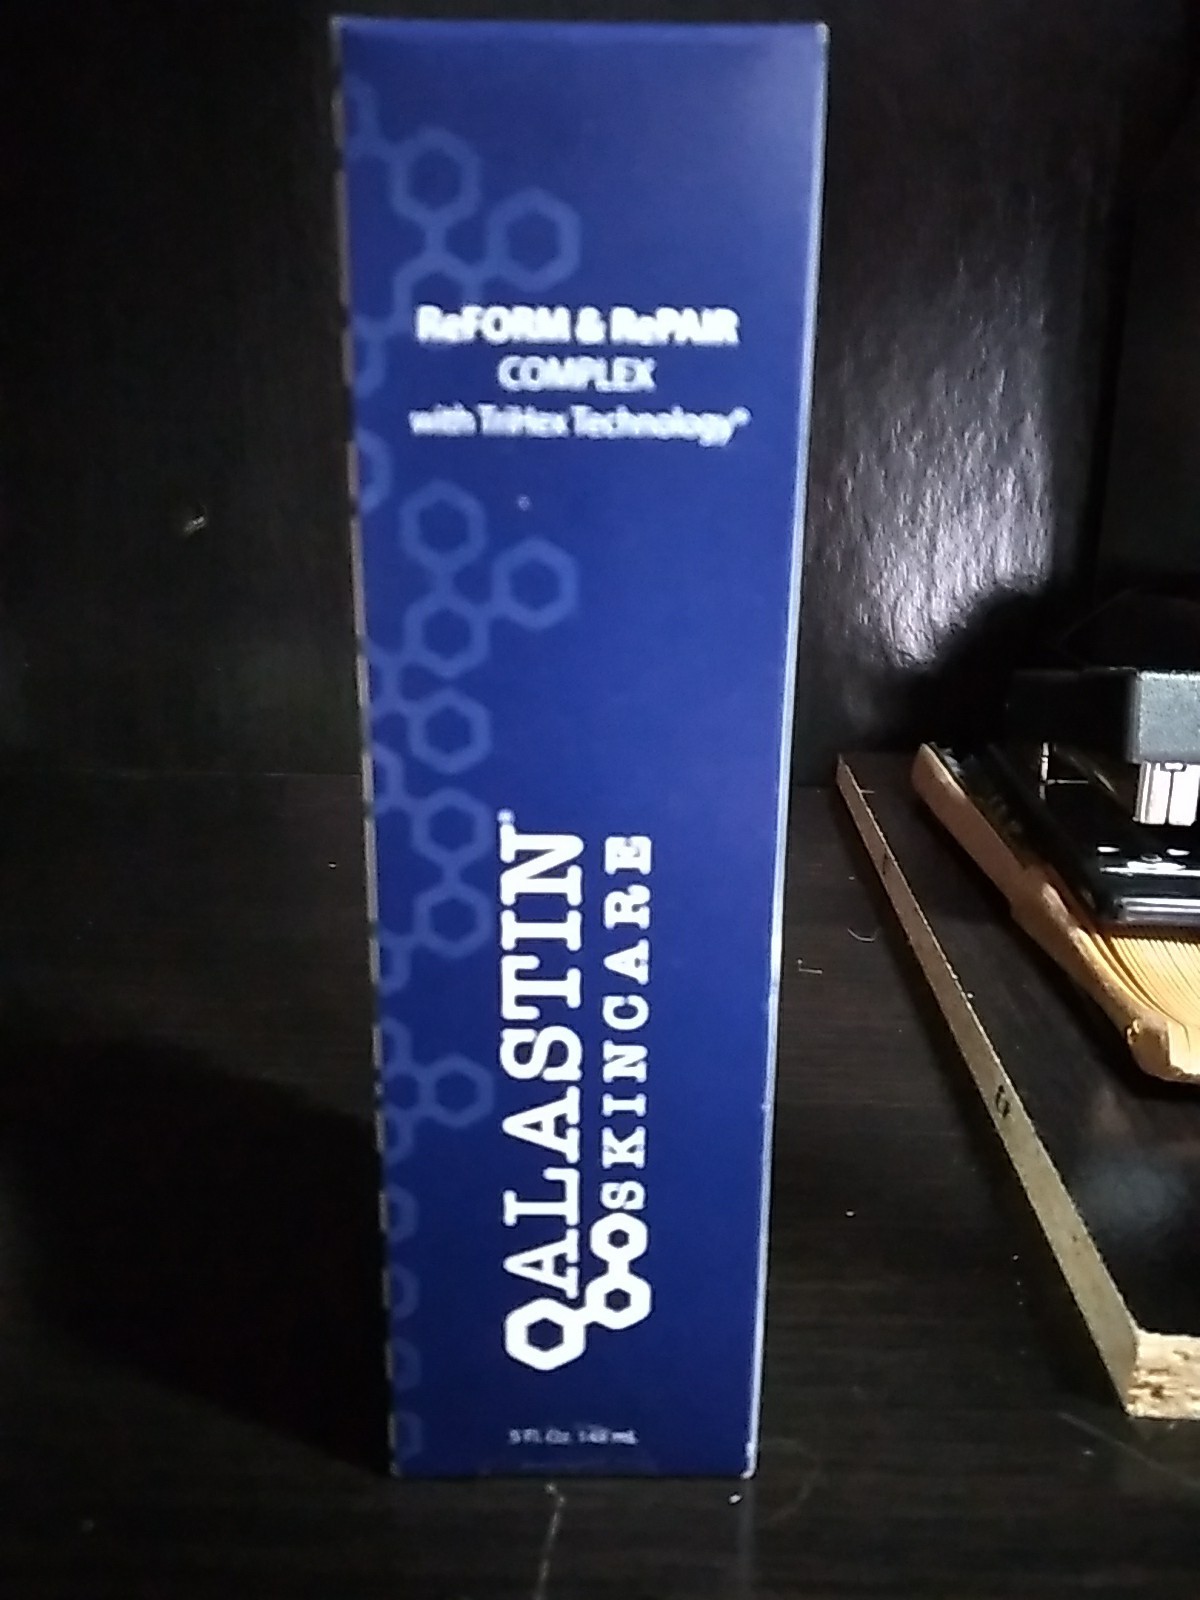 ReFORM & RePAIR
COMPLEX
with TriHex Technology®
ALASTIN®
SKINCARE
5 Fl. Oz. 148 mL